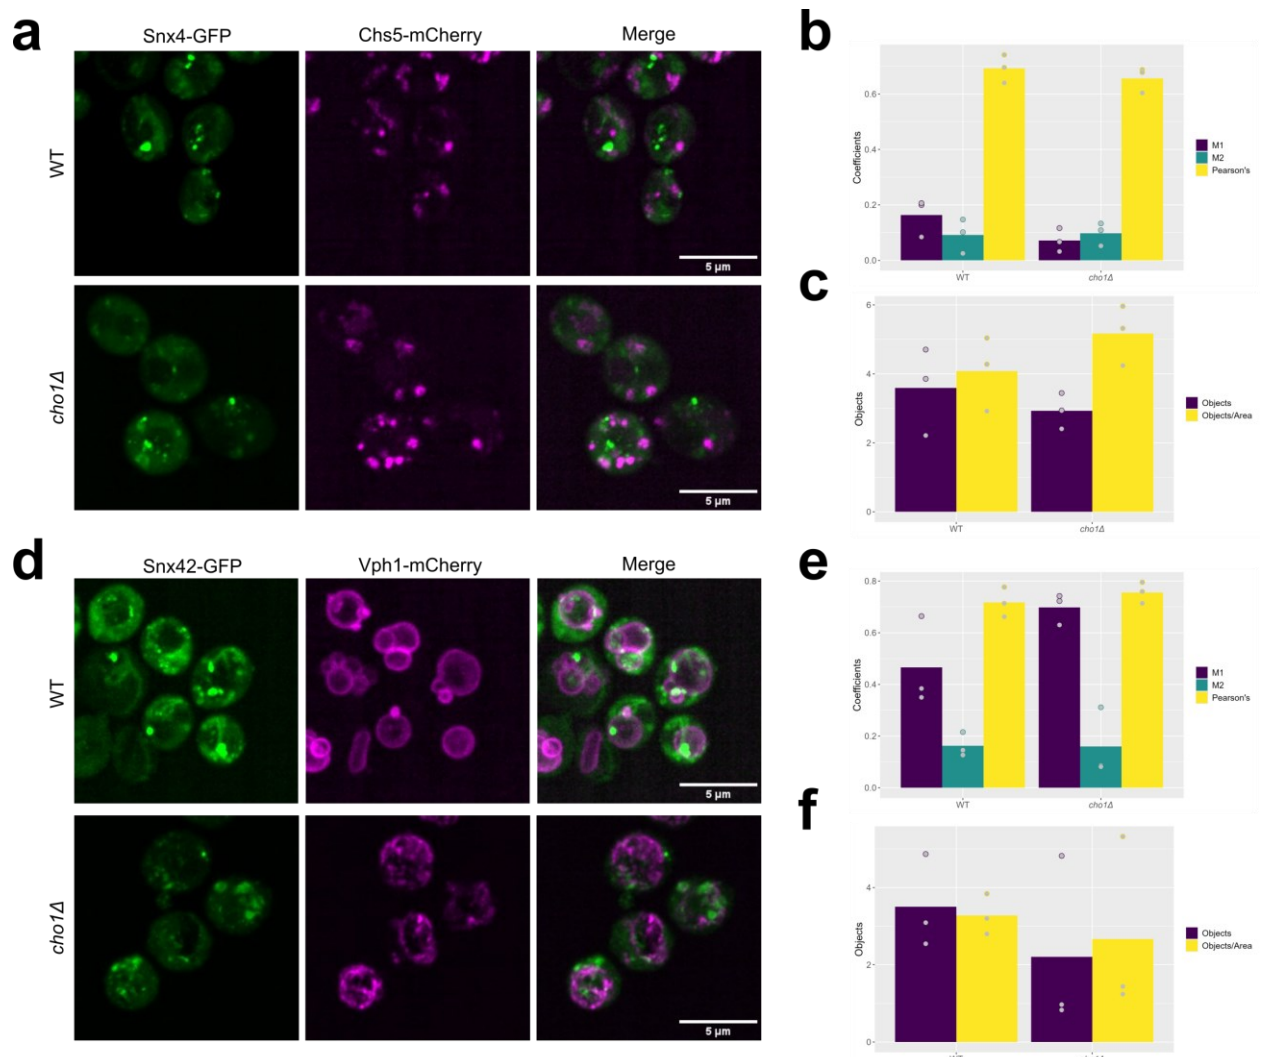 a
Snx4-GFP
Chs5-mCherry
Merge
WT
5 µm
cho1Δ
5 µm
b
Coefficients
0.6
0.4
0.2
0.0
WT
cho1Δ
M1
M2
Pearson's
c
Objects
6
4
2
0
WT
cho1Δ
Objects
Objects/Area
d
Snx42-GFP
Vph1-mCherry
Merge
WT
5 µm
cho1Δ
5 µm
e
Coefficients
0.8
0.6
0.4
0.2
0.0
WT
cho1Δ
M1
M2
Pearson's
f
Objects
4
2
0
Objects
Objects/Area